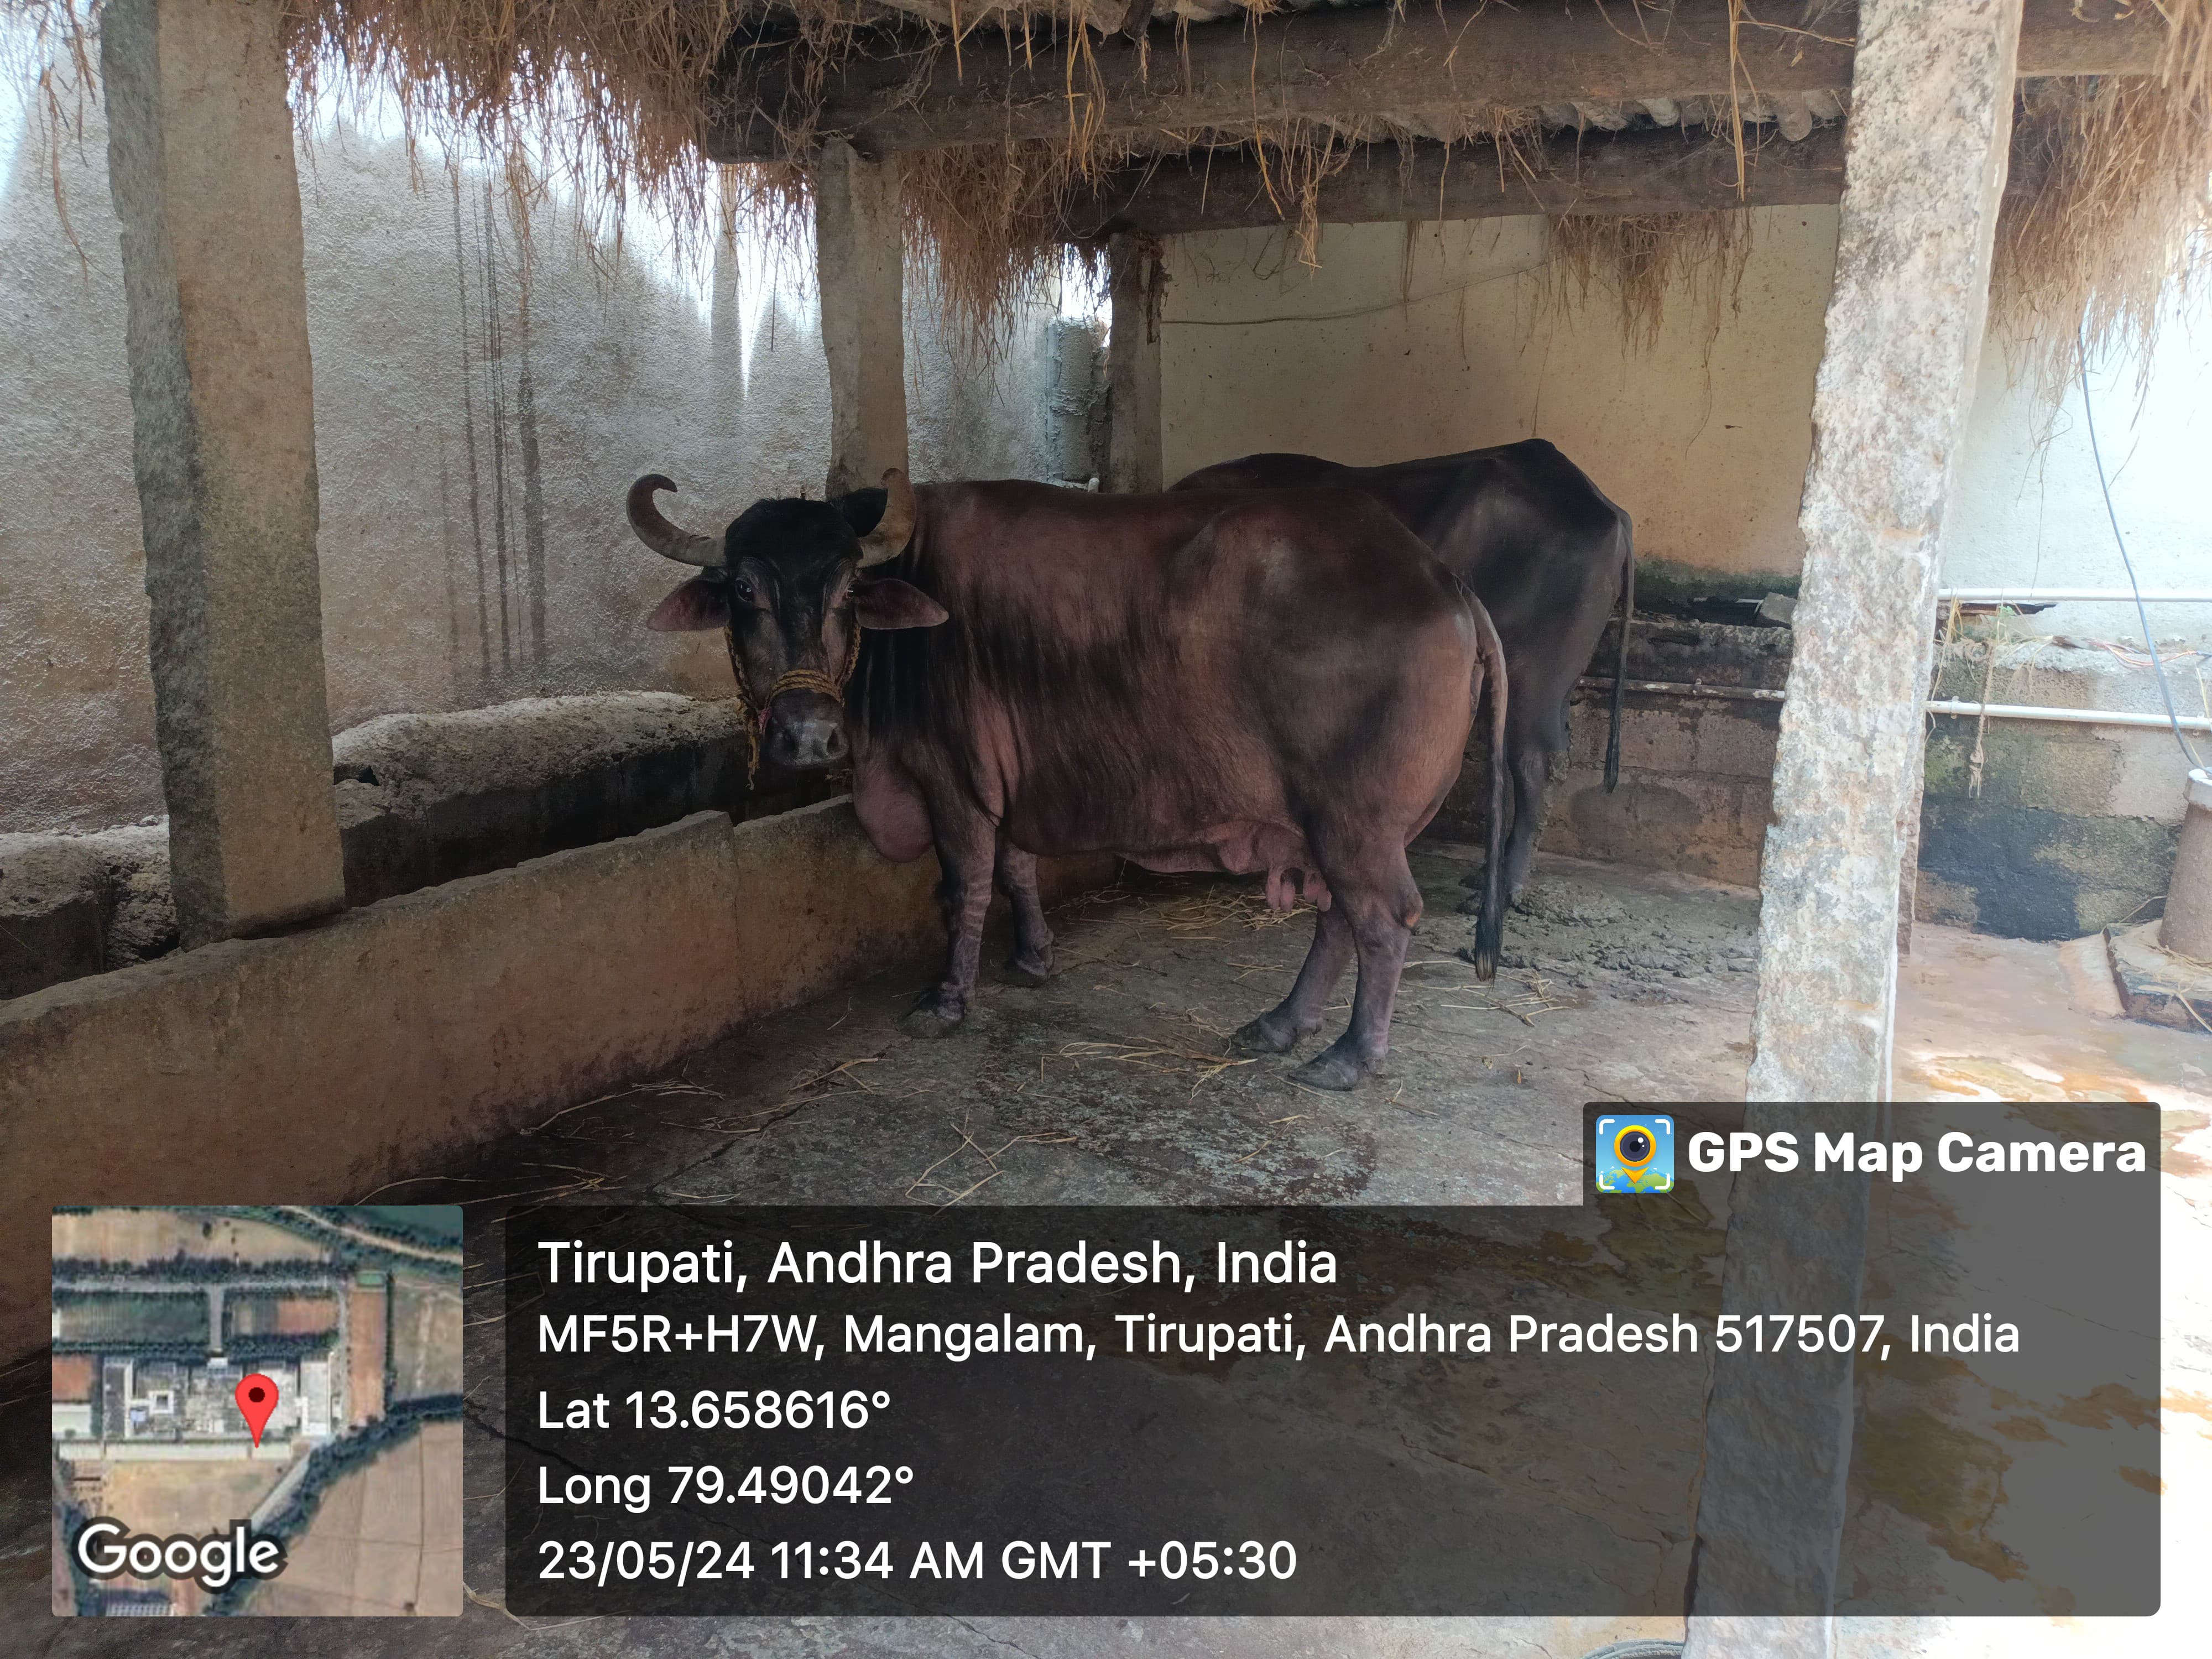 GPS Map Camera
Tirupati, Andhra Pradesh, India
MF5R+H7W, Mangalam, Tirupati, Andhra Pradesh 517507, India
Lat 13.658616°
Long 79.49042°
23/05/24 11:34 AM GMT +05:30
Google